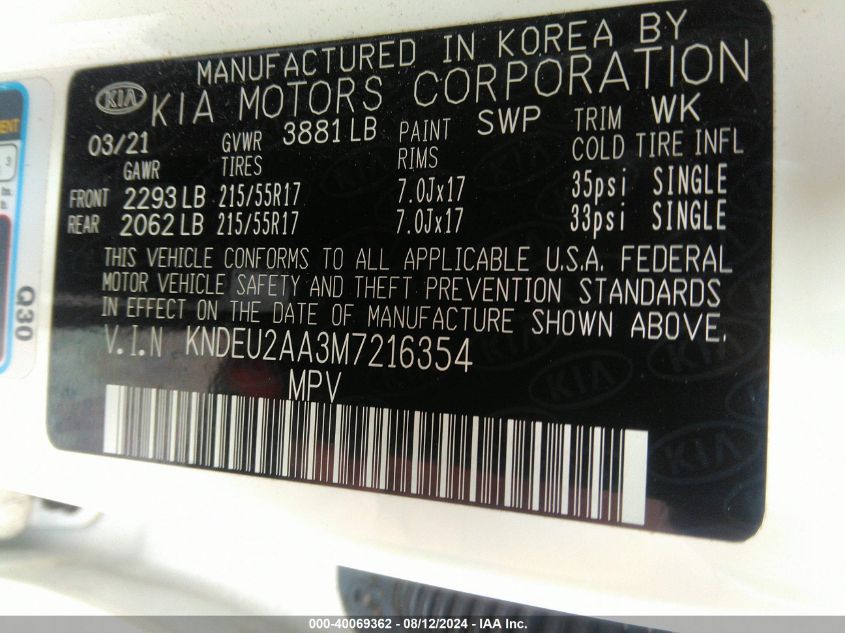 MANUFACTURED IN KOREA BY
KIA KIA MOTORS CORPORATION
03/21 GVWR 3881 LB PAINT SWP TRIM WK
GAWR TIRES RIMS COLD TIRE INFL
FRONT 2293 LB 215/55R17 7.0Jx17 35psi SINGLE
REAR 2062 LB 215/55R17 7.0Jx17 33psi SINGLE
THIS VEHICLE CONFORMS TO ALL APPLICABLE U.S.A. FEDERAL
MOTOR VEHICLE SAFETY AND THEFT PREVENTION STANDARDS
IN EFFECT ON THE DATE OF MANUFACTURE SHOWN ABOVE.
V.I.N KNDEU2AA3M7216354
MPV
Q30
000-40069362 - 08/12/2024 - IAA Inc.